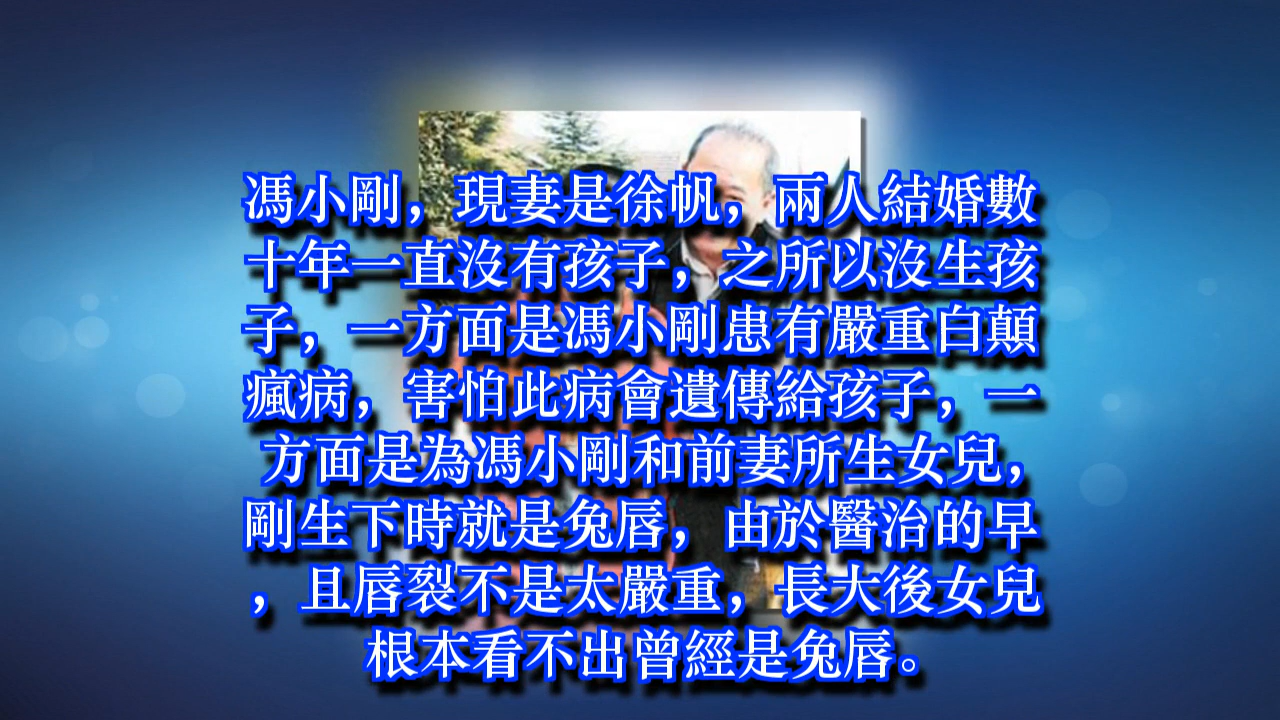 馮小剛，現妻是徐帆，兩人結婚數
十年一直沒有孩子，之所以沒生孩
子，一方面是馮小剛患有嚴重白顛
瘋病，害怕此病會遺傳給孩子，一
方面是為馮小剛和前妻所生女兒，
剛生下時就是兔唇，由於醫治的早
，且唇裂不是太嚴重，長大後女兒
根本看不出曾經是兔唇。